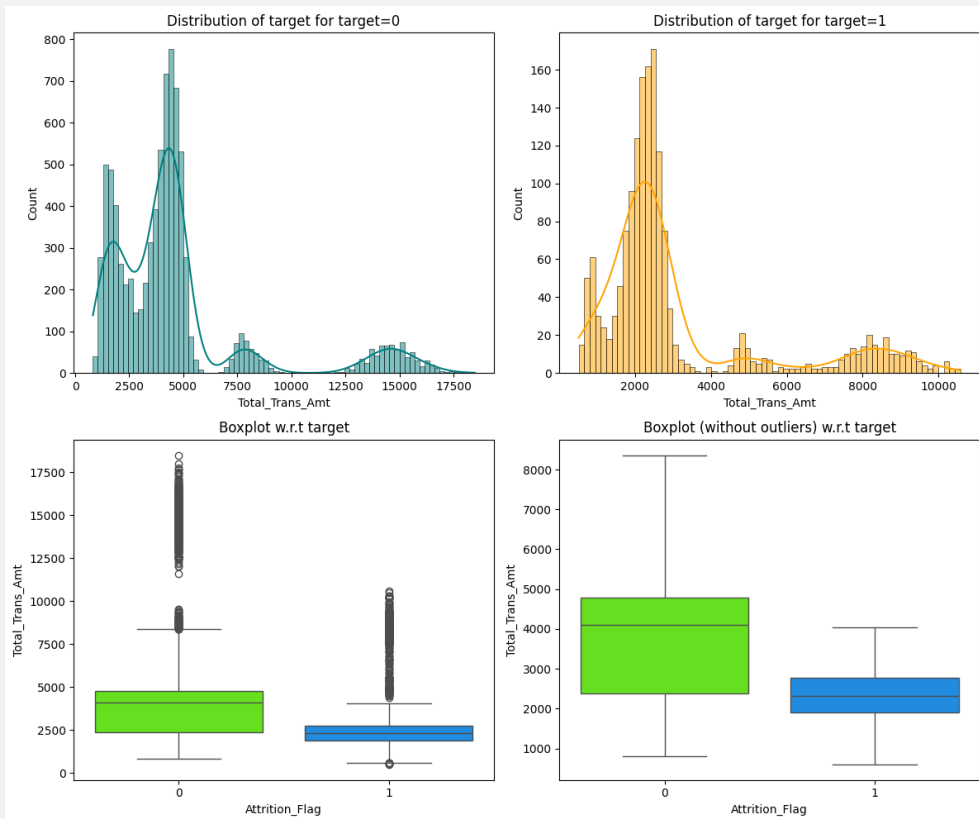 Distribution of target for target=0
800
700
600
500
400
300
200
100
0
Count
0 2500 5000 7500 10000 12500 15000 17500
Total_Trans_Amt
Distribution of target for target=1
160
140
120
100
80
60
40
20
0
Count
2000 4000 6000 8000 10000
Total_Trans_Amt
Boxplot w.r.t target
17500
15000
12500
10000
7500
5000
2500
0
Total_Trans_Amt
0 1
Attrition_Flag
Boxplot (without outliers) w.r.t target
8000
7000
6000
5000
4000
3000
2000
1000
Total_Trans_Amt
0 1
Attrition_Flag